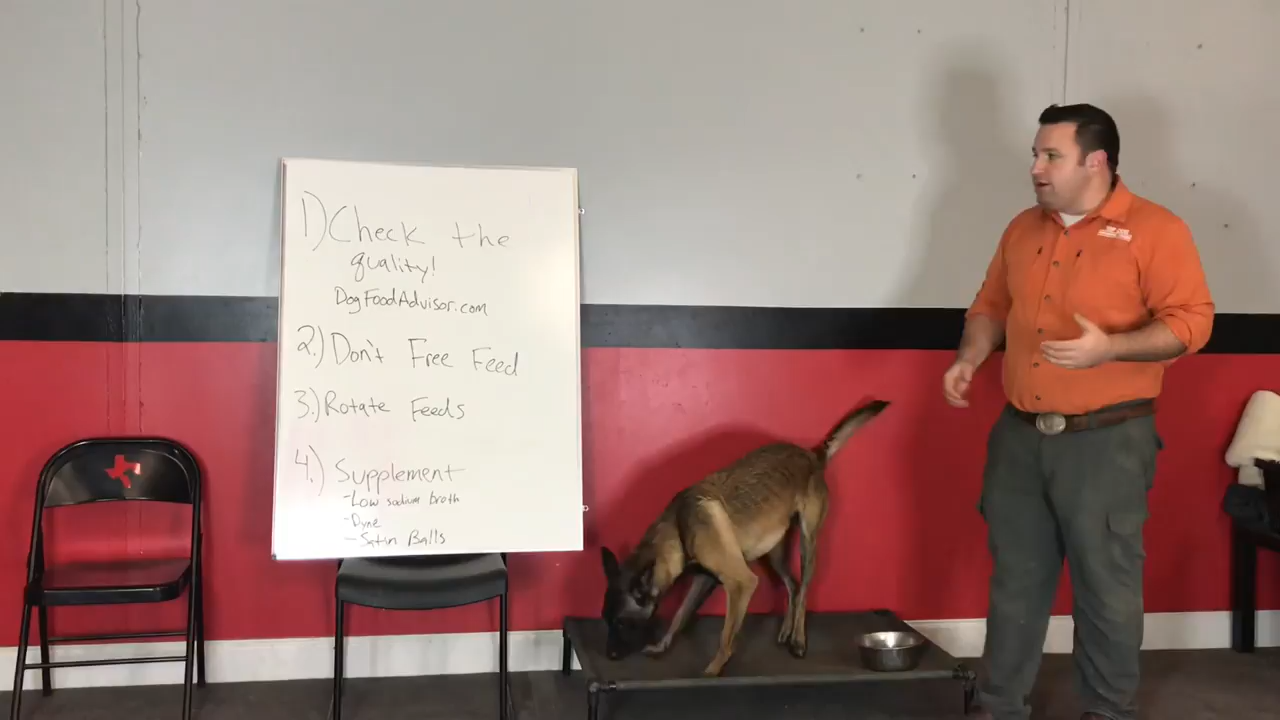 1) Check the
quality!
DogFoodAdvisor.com
2.) Don't Free Feed
3.) Rotate Feeds
4.) Supplement
-Low sodium broth
-Dyne
-Satin Balls